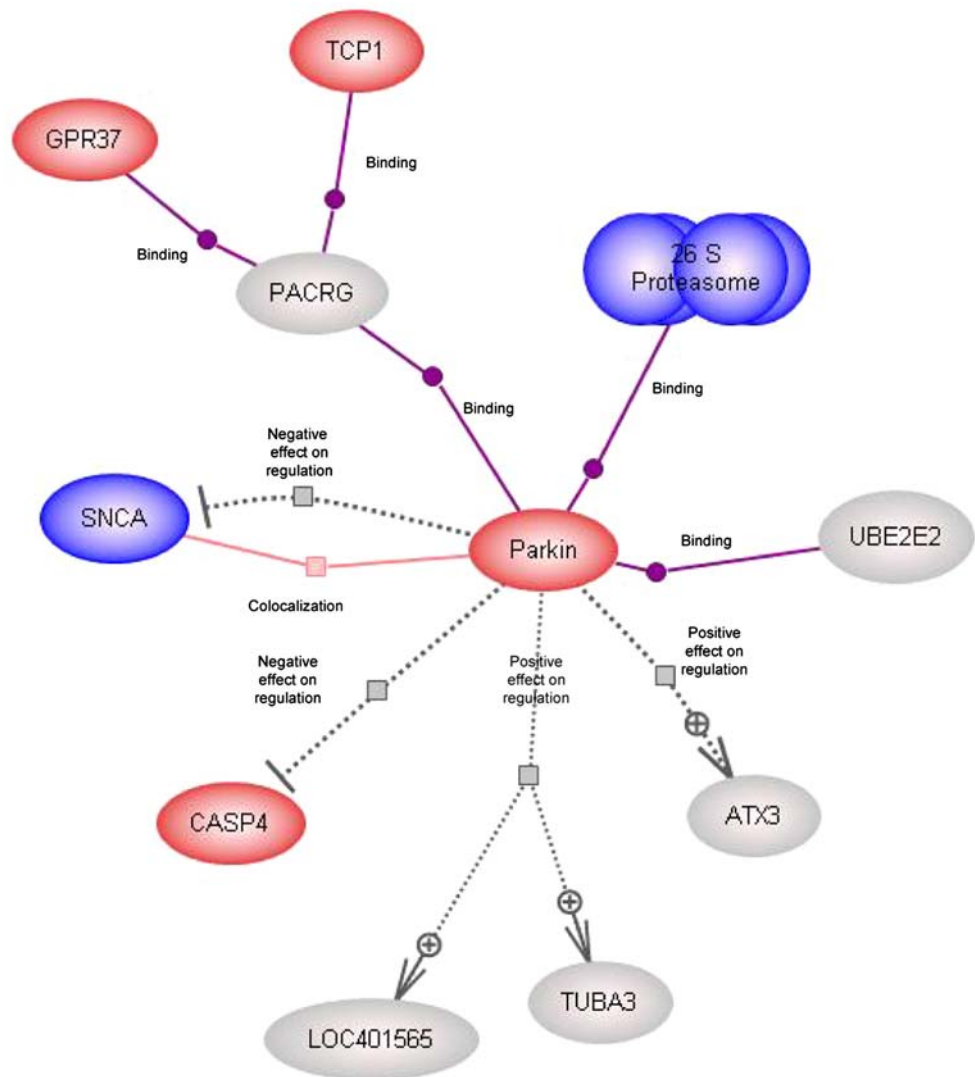 TCP1
GPR37
Binding
Binding
26 S
Proteasome
PACRG
Binding
Binding
Negative
effect on
regulation
SNCA
Parkin
Binding
UBE2E2
Colocalization
Negative
effect on
regulation
Positive
effect on
regulation
Positive
effect on
regulation
CASP4
ATX3
TUBA3
LOC401565